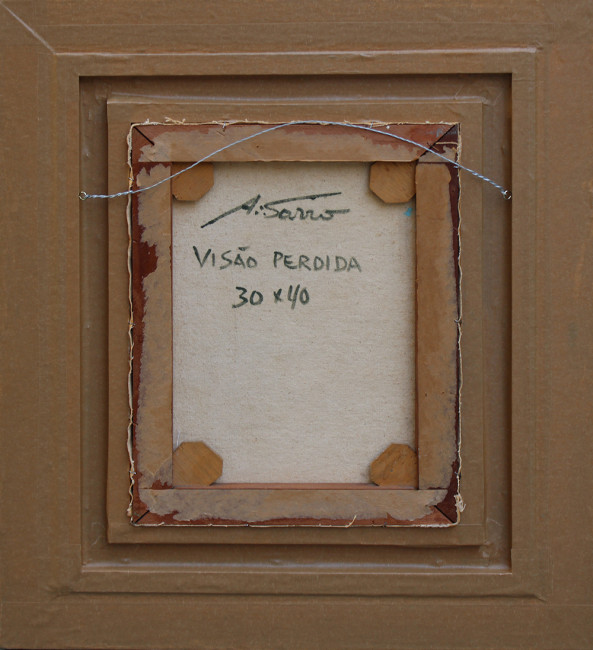 A. Sarro
VISÃO PERDIDA
30 x 40